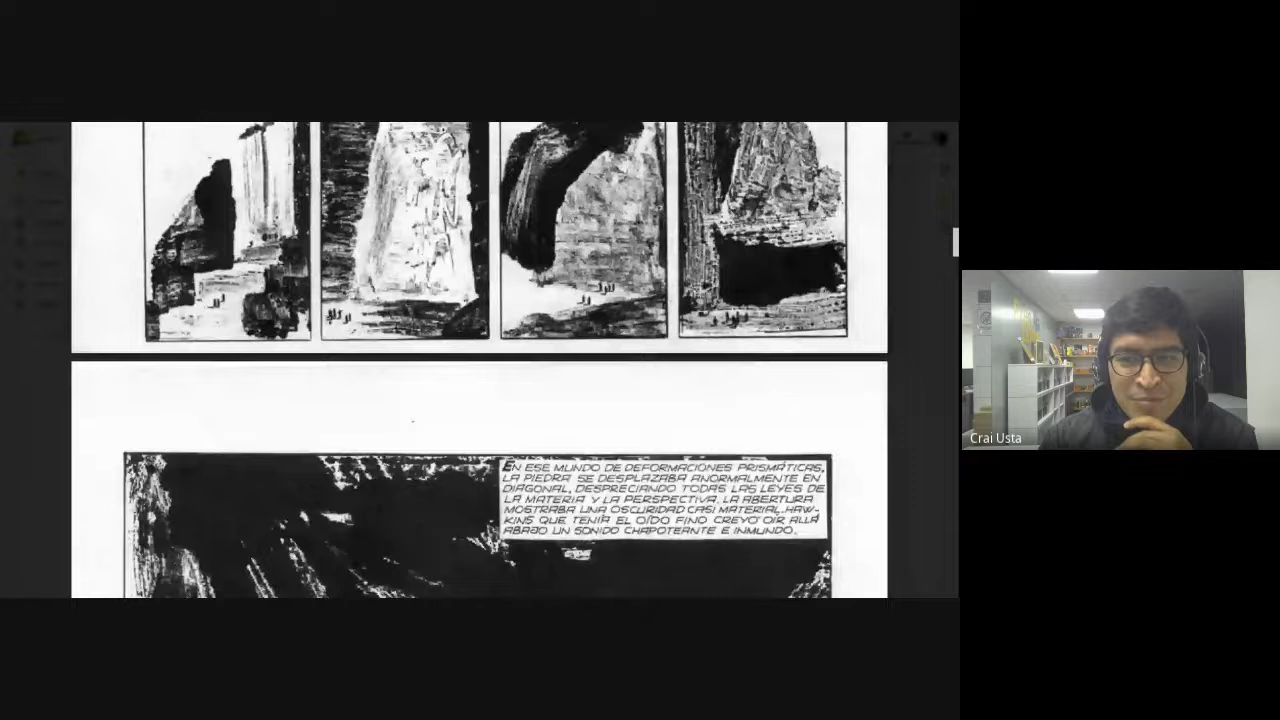 EN ESE MUNDO DE DEFORMACIONES PRISMÁTICAS,
LA PIEDRA SE DESPLAZABA ANORMALMENTE EN
DIAGONAL, DESPRECIANDO TODAS LAS LEYES DE
LA MATERIA Y LA PERSPECTIVA. LA ABERTURA
MOSTRABA UNA OSCURIDAD CASI MATERIAL. HAW-
KINS QUE TENÍA EL OÍDO FINO CREYÓ OIR ALLÁ
ABAJO UN SONIDO CHAPOTEANTE E INMUNDO.
Crai Usta